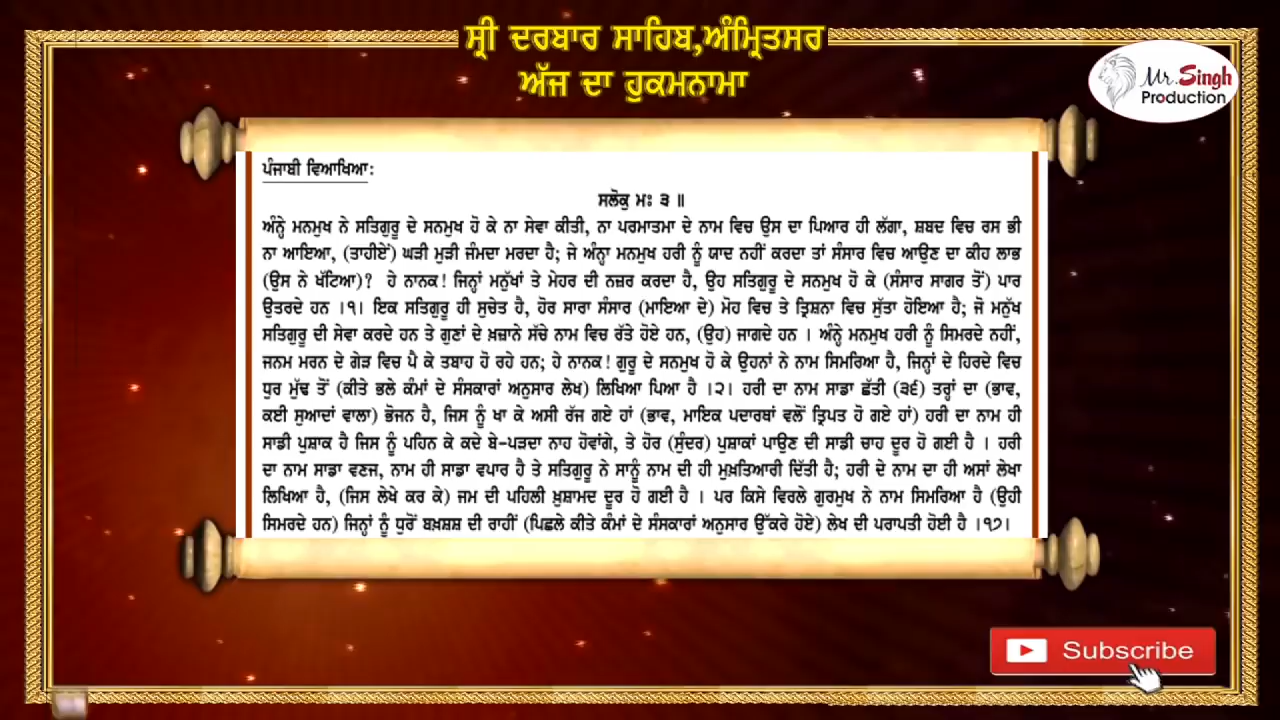 ਸ੍ਰੀ ਦਰਬਾਰ ਸਾਹਿਬ,ਅੰਮ੍ਰਿਤਸਰ
ਅੱਜ ਦਾ ਹੁਕਮਨਾਮਾ
Mr.Singh
Production
ਪੰਜਾਬੀ ਵਿਆਖਿਆ:
ਸਲੋਕੁ ਮਃ ੩ ॥
ਅੰਨ੍ਹੇ ਮਨਮੁਖ ਨੇ ਸਤਿਗੁਰੂ ਦੇ ਸਨਮੁਖ ਹੋ ਕੇ ਨਾ ਸੇਵਾ ਕੀਤੀ, ਨਾ ਪਰਮਾਤਮਾ ਦੇ ਨਾਮ ਵਿਚ ਉਸ ਦਾ ਪਿਆਰ ਹੀ ਲੱਗਾ, ਸ਼ਬਦ ਵਿਚ ਰਸ ਭੀ
ਨਾ ਆਇਆ, (ਤਾਹੀਏਂ) ਘੜੀ ਮੁੜੀ ਜੰਮਦਾ ਮਰਦਾ ਹੈ; ਜੇ ਅੰਨ੍ਹਾ ਮਨਮੁਖ ਹਰੀ ਨੂੰ ਯਾਦ ਨਹੀਂ ਕਰਦਾ ਤਾਂ ਸੰਸਾਰ ਵਿਚ ਆਉਣ ਦਾ ਕੀਹ ਲਾਭ
(ਉਸ ਨੇ ਖੱਟਿਆ)? ਹੇ ਨਾਨਕ! ਜਿਨ੍ਹਾਂ ਮਨੁੱਖਾਂ ਤੇ ਮੇਹਰ ਦੀ ਨਜ਼ਰ ਕਰਦਾ ਹੈ, ਉਹ ਸਤਿਗੁਰੂ ਦੇ ਸਨਮੁਖ ਹੋ ਕੇ (ਸੰਸਾਰ ਸਾਗਰ ਤੋਂ) ਪਾਰ
ਉਤਰਦੇ ਹਨ ।੧। ਇਕ ਸਤਿਗੁਰੂ ਹੀ ਸੁਚੇਤ ਹੈ, ਹੋਰ ਸਾਰਾ ਸੰਸਾਰ (ਮਾਇਆ ਦੇ) ਮੋਹ ਵਿਚ ਤੇ ਤ੍ਰਿਸ਼ਨਾ ਵਿਚ ਸੁੱਤਾ ਹੋਇਆ ਹੈ; ਜੋ ਮਨੁੱਖ
ਸਤਿਗੁਰੂ ਦੀ ਸੇਵਾ ਕਰਦੇ ਹਨ ਤੇ ਗੁਣਾਂ ਦੇ ਖ਼ਜ਼ਾਨੇ ਸੱਚੇ ਨਾਮ ਵਿਚ ਰੱਤੇ ਹੋਏ ਹਨ, (ਉਹ) ਜਾਗਦੇ ਹਨ । ਅੰਨ੍ਹੇ ਮਨਮੁਖ ਹਰੀ ਨੂੰ ਸਿਮਰਦੇ ਨਹੀਂ,
ਜਨਮ ਮਰਨ ਦੇ ਗੇੜ ਵਿਚ ਪੈ ਕੇ ਤਬਾਹ ਹੋ ਰਹੇ ਹਨ; ਹੇ ਨਾਨਕ! ਗੁਰੂ ਦੇ ਸਨਮੁਖ ਹੋ ਕੇ ਉਹਨਾਂ ਨੇ ਨਾਮ ਸਿਮਰਿਆ ਹੈ, ਜਿਨ੍ਹਾਂ ਦੇ ਹਿਰਦੇ ਵਿਚ
ਧੁਰ ਮੁੱਢ ਤੋਂ (ਕੀਤੇ ਭਲੇ ਕੰਮਾਂ ਦੇ ਸੰਸਕਾਰਾਂ ਅਨੁਸਾਰ ਲੇਖ) ਲਿਖਿਆ ਪਿਆ ਹੈ ।੨। ਹਰੀ ਦਾ ਨਾਮ ਸਾਡਾ ਛੱਤੀ (੩੬) ਤਰ੍ਹਾਂ ਦਾ (ਭਾਵ,
ਕਈ ਸੁਆਦਾਂ ਵਾਲਾ) ਭੋਜਨ ਹੈ, ਜਿਸ ਨੂੰ ਖਾ ਕੇ ਅਸੀ ਰੱਜ ਗਏ ਹਾਂ (ਭਾਵ, ਮਾਇਕ ਪਦਾਰਥਾਂ ਵਲੋਂ ਤ੍ਰਿਪਤ ਹੋ ਗਏ ਹਾਂ) ਹਰੀ ਦਾ ਨਾਮ ਹੀ
ਸਾਡੀ ਪੁਸ਼ਾਕ ਹੈ ਜਿਸ ਨੂੰ ਪਹਿਨ ਕੇ ਕਦੇ ਬੇ-ਪੜਦਾ ਨਾਹ ਹੋਵਾਂਗੇ, ਤੇ ਹੋਰ (ਸੁੰਦਰ) ਪੁਸ਼ਾਕਾਂ ਪਾਉਣ ਦੀ ਸਾਡੀ ਚਾਹ ਦੂਰ ਹੋ ਗਈ ਹੈ । ਹਰੀ
ਦਾ ਨਾਮ ਸਾਡਾ ਵਣਜ, ਨਾਮ ਹੀ ਸਾਡਾ ਵਪਾਰ ਹੈ ਤੇ ਸਤਿਗੁਰੂ ਨੇ ਸਾਨੂੰ ਨਾਮ ਦੀ ਹੀ ਮੁਖ਼ਤਿਆਰੀ ਦਿੱਤੀ ਹੈ; ਹਰੀ ਦੇ ਨਾਮ ਦਾ ਹੀ ਅਸਾਂ ਲੇਖਾ
ਲਿਖਿਆ ਹੈ, (ਜਿਸ ਲੇਖੇ ਕਰ ਕੇ) ਜਮ ਦੀ ਪਹਿਲੀ ਖ਼ੁਸ਼ਾਮਦ ਦੂਰ ਹੋ ਗਈ ਹੈ । ਪਰ ਕਿਸੇ ਵਿਰਲੇ ਗੁਰਮੁਖ ਨੇ ਨਾਮ ਸਿਮਰਿਆ ਹੈ (ਉਹੀ
ਸਿਮਰਦੇ ਹਨ) ਜਿਨ੍ਹਾਂ ਨੂੰ ਧੁਰੋਂ ਬਖ਼ਸ਼ਸ਼ ਦੀ ਰਾਹੀਂ (ਪਿਛਲੇ ਕੀਤੇ ਕੰਮਾਂ ਦੇ ਸੰਸਕਾਰਾਂ ਅਨੁਸਾਰ ਉੱਕਰੇ ਹੋਏ) ਲੇਖ ਦੀ ਪਰਾਪਤੀ ਹੋਈ ਹੈ ।੧੭।
Subscribe